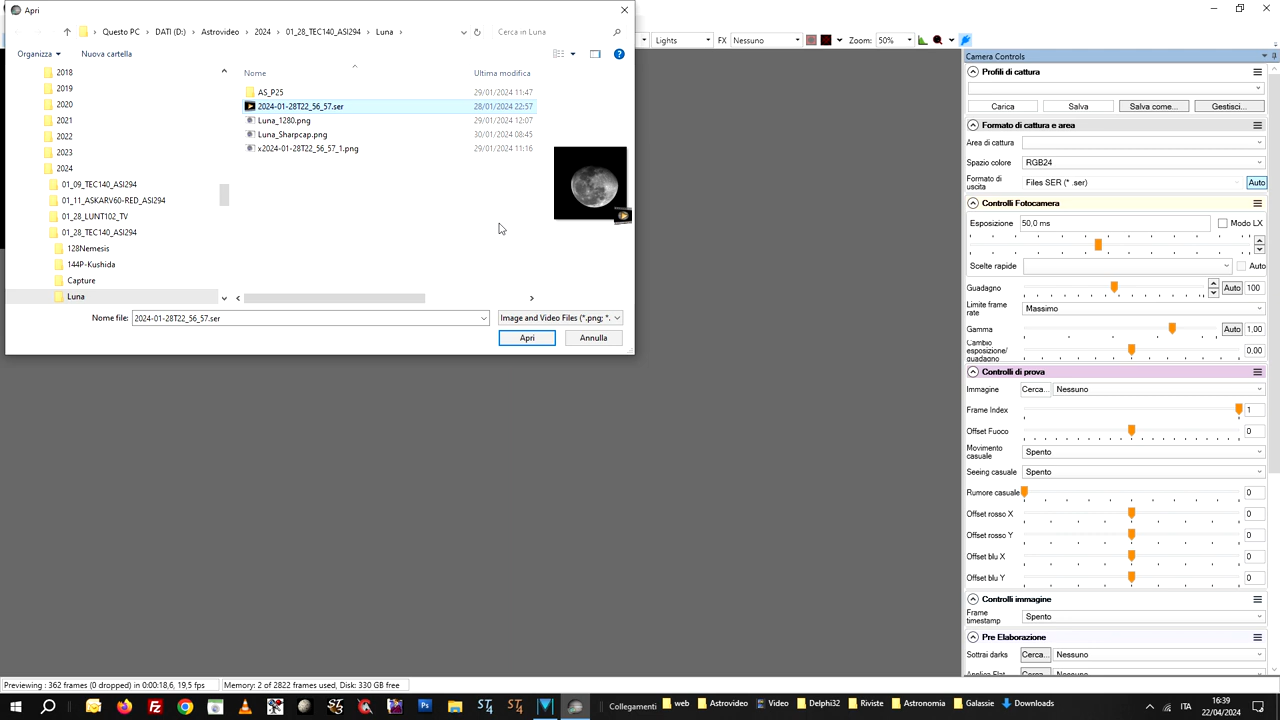 Apri
Questo PC > DATI (D:) > Astrovideo > 2024 > 01_28_TEC140_ASI294 > Luna >
Cerca in Luna
Organizza
Nuova cartella
2018
2019
2020
2021
2022
2023
2024
01_09_TEC140_ASI294
01_11_ASKARV60-RED_ASI294
01_28_LUNT102_TV
01_28_TEC140_ASI294
128Nemesis
144P-Kushida
Capture
Luna
Nome Ultima modifica
AS_P25 29/01/2024 11:47
2024-01-28T22_56_57.ser 28/01/2024 22:57
Luna_1280.png 29/01/2024 12:07
Luna_Sharpcap.png 30/01/2024 08:45
x2024-01-28T22_56_57_1.png 29/01/2024 11:16
Nome file: 2024-01-28T22_56_57.ser
Image and Video Files (*.png; *.
Apri
Annulla
Lights
FX Nessuno
Zoom: 50%
Camera Controls
Profili di cattura
Carica Salva Salva come... Gestisci...
Formato di cattura e area
Area di cattura
Spazio colore RGB24
Formato di uscita Files SER (* .ser) Auto
Controlli Fotocamera
Esposizione 50,0 ms Modo LX
Scelte rapide Auto
Guadagno Auto 100
Limite frame rate Massimo
Gamma Auto 1,00
Cambio esposizione/ guadagno 0,00
Controlli di prova
Immagine Cerca... Nessuno
Frame Index 1
Offset Fuoco 0
Movimento casuale Spento
Seeing casuale Spento
Rumore casuale 0
Offset rosso X 0
Offset rosso Y 0
Offset blu X 0
Offset blu Y 0
Controlli immagine
Frame timestamp Spento
Pre Elaborazione
Sottrai darks Cerca... Nessuno
Applica Flat Cerca... Nessuno
Previewing : 362 frames (0 dropped) in 0:00:18,6, 19.5 fps
Memory: 2 of 2822 frames used, Disk: 330 GB free
Collegamenti web Astrovideo Video Delphi32 Riviste Astronomia Galassie Downloads
ITA
16:39
22/04/2024